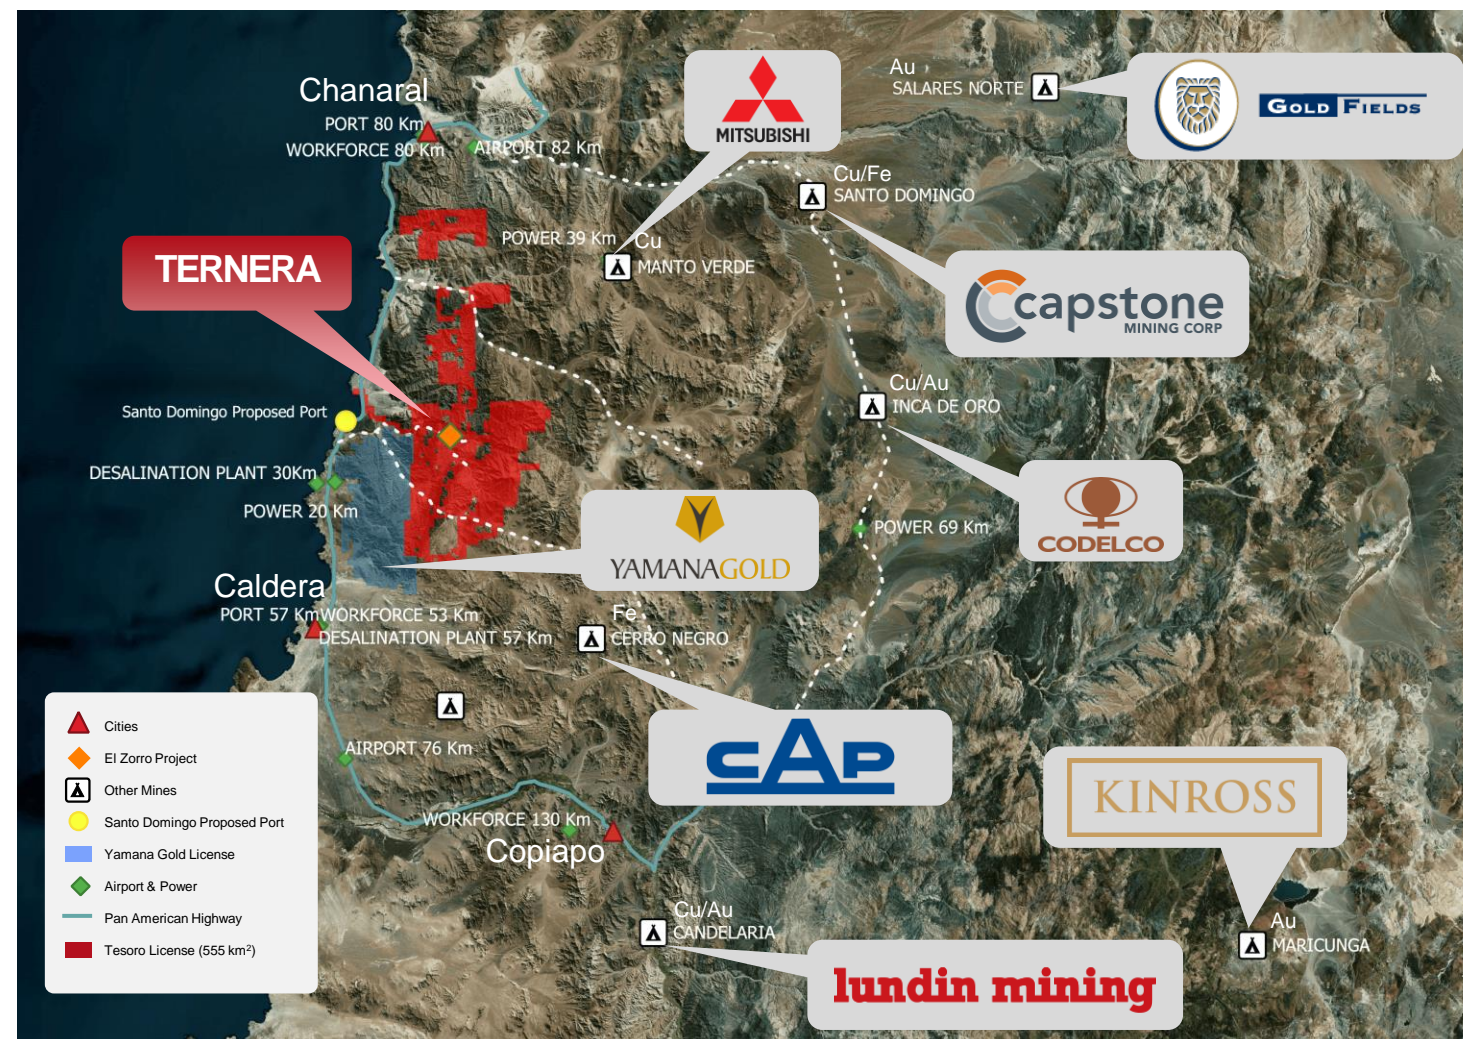 Chanaral
PORT 80 Km
WORKFORCE 80 Km
AIRPORT 82 Km
MITSUBISHI
Au
SALARES NORTE
GOLD FIELDS
Cu/Fe
SANTO DOMINGO
POWER 39 Km
Cu
MANTO VERDE
TERNERA
capstone
MINING CORP
Cu/Au
INCA DE ORO
Santo Domingo Proposed Port
DESALINATION PLANT 30Km
POWER 20 Km
YAMANAGOLD
POWER 69 Km
CODELCO
Caldera
PORT 57 Km
WORKFORCE 53 Km
DESALINATION PLANT 57 Km
Fe
CERRO NEGRO
CAP
AIRPORT 76 Km
WORKFORCE 130 Km
Copiapo
KINROSS
Cu/Au
CANDELARIA
lundin mining
Au
MARICUNGA
Cities
El Zorro Project
Other Mines
Santo Domingo Proposed Port
Yamana Gold License
Airport & Power
Pan American Highway
Tesoro License (555 km²)